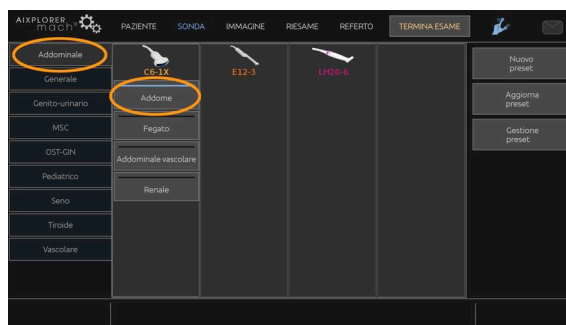 AIXPLORER
mach
PAZIENTE SONDA IMMAGINE RIESAME REFERTO TERMINA ESAME
Addominale
Generale
Genito-urinario
MSC
OST-GIN
Pediatrico
Seno
Tiroide
Vascolare
C6-1X E12-3 LH20-6
Addome
Fegato
Addominale vascolare
Renale
Nuovo
preset
Aggiorna
preset
Gestione
preset